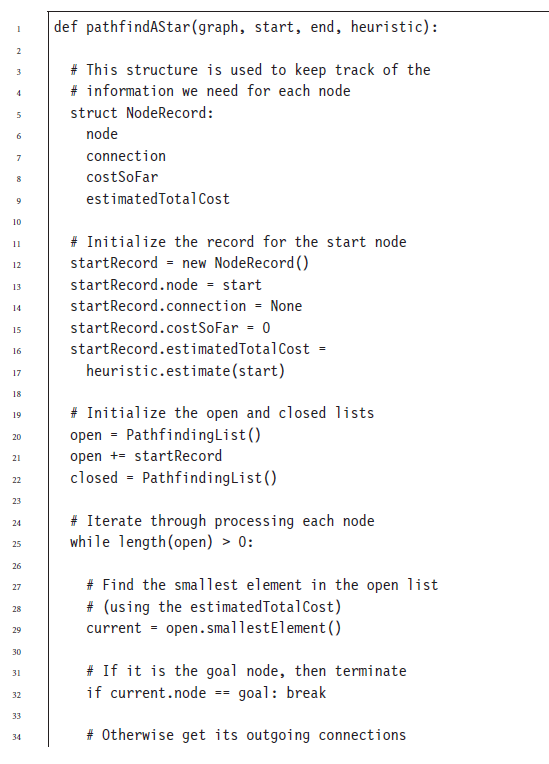 1 def pathfindAStar(graph, start, end, heuristic):
2
3 # This structure is used to keep track of the
4 # information we need for each node
5 struct NodeRecord:
6 node
7 connection
8 costSoFar
9 estimatedTotalCost
10
11 # Initialize the record for the start node
12 startRecord = new NodeRecord()
13 startRecord.node = start
14 startRecord.connection = None
15 startRecord.costSoFar = 0
16 startRecord.estimatedTotalCost =
17 heuristic.estimate(start)
18
19 # Initialize the open and closed lists
20 open = PathfindingList()
21 open += startRecord
22 closed = PathfindingList()
23
24 # Iterate through processing each node
25 while length(open) > 0:
26
27 # Find the smallest element in the open list
28 # (using the estimatedTotalCost)
29 current = open.smallestElement()
30
31 # If it is the goal node, then terminate
32 if current.node == goal: break
33
34 # Otherwise get its outgoing connections